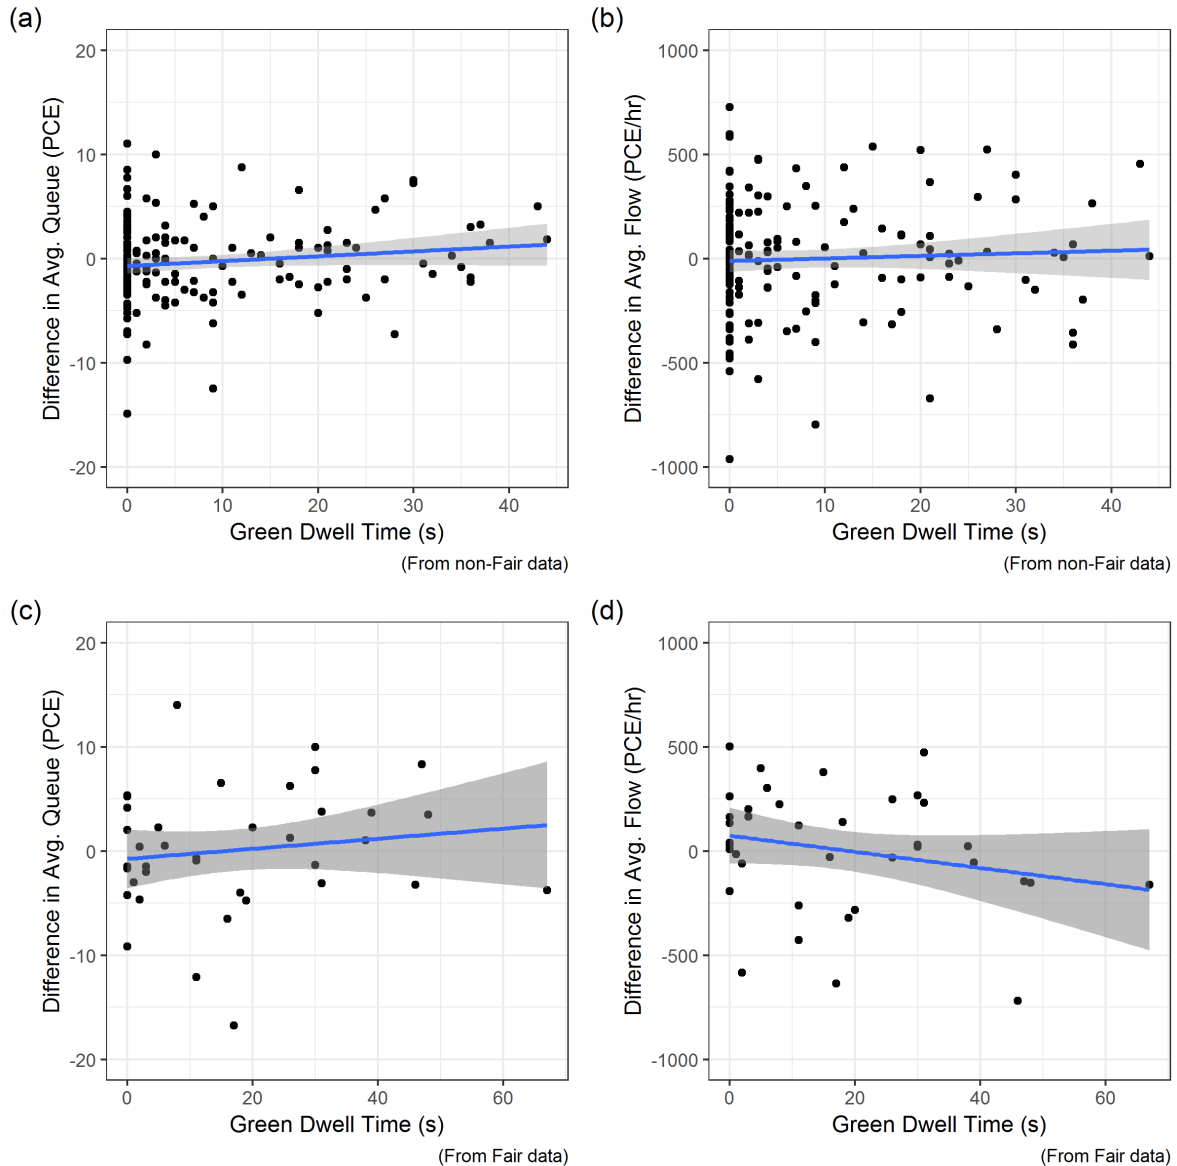 (a)
20
10
0
-10
-20
Difference in Avg. Queue (PCE)
0 10 20 30 40
Green Dwell Time (s)
(From non-Fair data)
(b)
1000
500
0
-500
-1000
Difference in Avg. Flow (PCE/hr)
0 10 20 30 40
Green Dwell Time (s)
(From non-Fair data)
(c)
20
10
0
-10
-20
Difference in Avg. Queue (PCE)
0 20 40 60
Green Dwell Time (s)
(From Fair data)
(d)
1000
500
0
-500
-1000
Difference in Avg. Flow (PCE/hr)
0 20 40 60
Green Dwell Time (s)
(From Fair data)